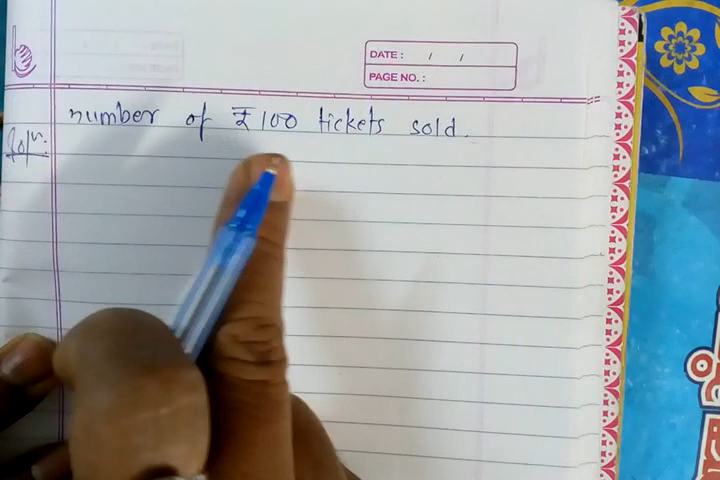 DATE : / /
PAGE NO. :
number of ₹100 tickets sold.
Solⁿ: